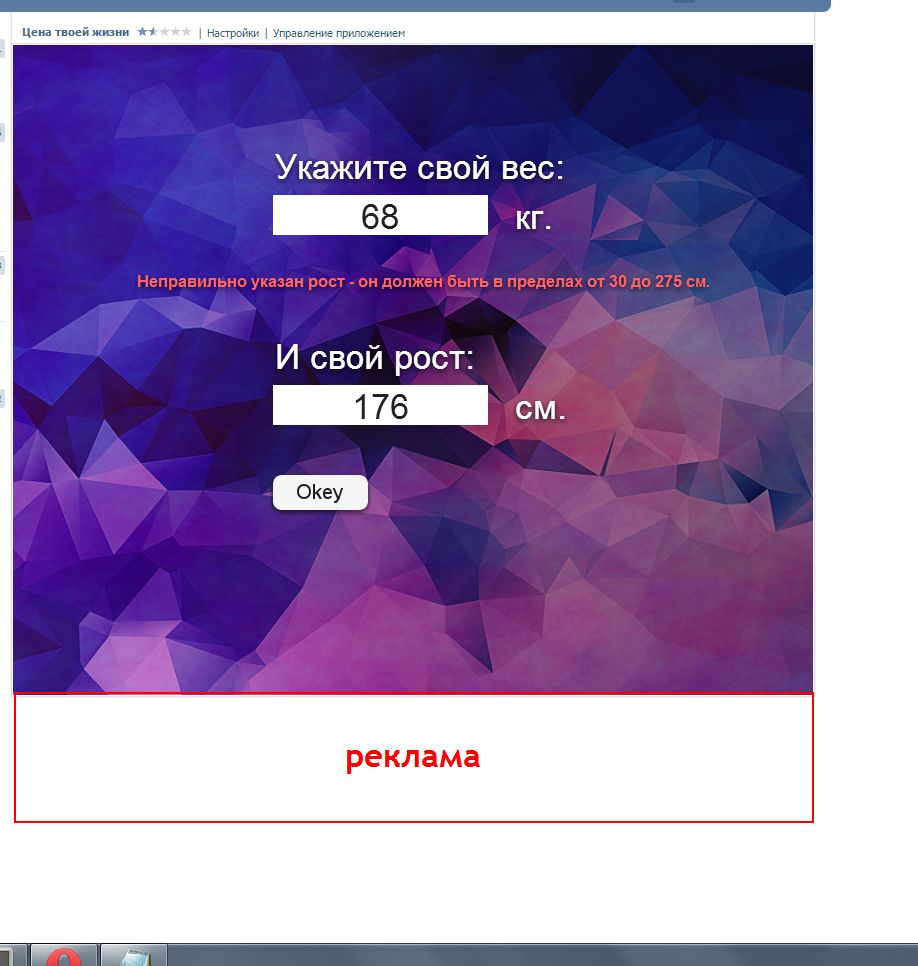 Цена твоей жизни | Настройки | Управление приложением
Укажите свой вес:
68 кг.
Неправильно указан рост - он должен быть в пределах от 30 до 275 см.
И свой рост:
176 см.
Okey
реклама